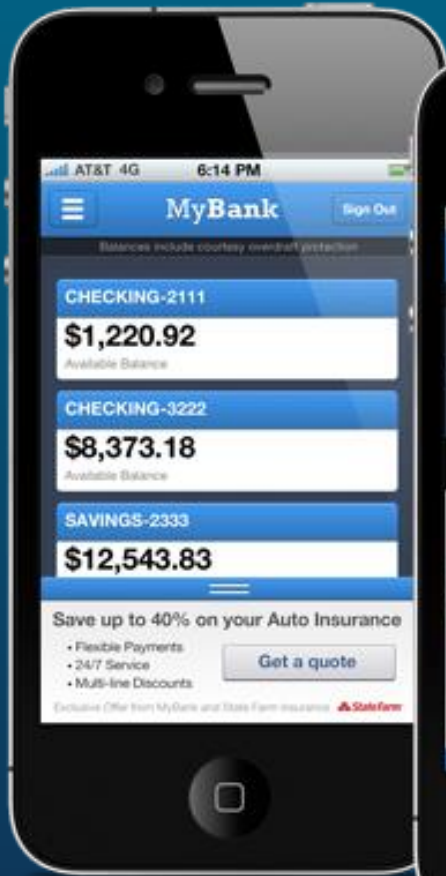 AT&T 4G 6:14 PM
MyBank Sign Out
Balances include courtesy overdraft protection
CHECKING-2111
$1,220.92
Available Balance
CHECKING-3222
$8,373.18
Available Balance
SAVINGS-2333
$12,543.83
Save up to 40% on your Auto Insurance
• Flexible Payments
• 24/7 Service
• Multi-line Discounts
Get a quote
Exclusive Offer from MyBank and State Farm Insurance StateFarm